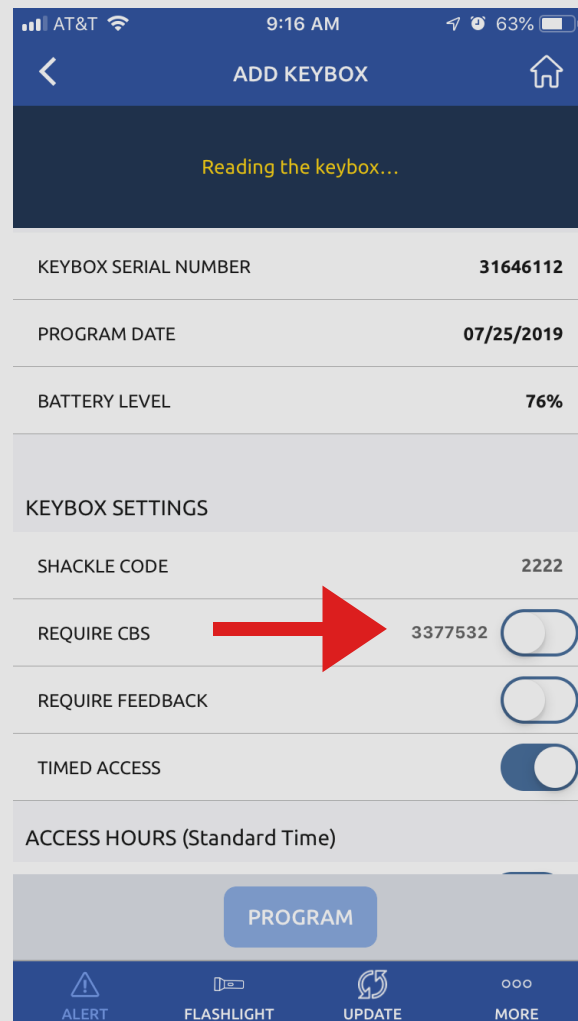 AT&T 9:16 AM 63%
ADD KEYBOX
Reading the keybox...
KEYBOX SERIAL NUMBER 31646112
PROGRAM DATE 07/25/2019
BATTERY LEVEL 76%
KEYBOX SETTINGS
SHACKLE CODE 2222
REQUIRE CBS 3377532
REQUIRE FEEDBACK
TIMED ACCESS
ACCESS HOURS (Standard Time)
PROGRAM
ALERT FLASHLIGHT UPDATE MORE